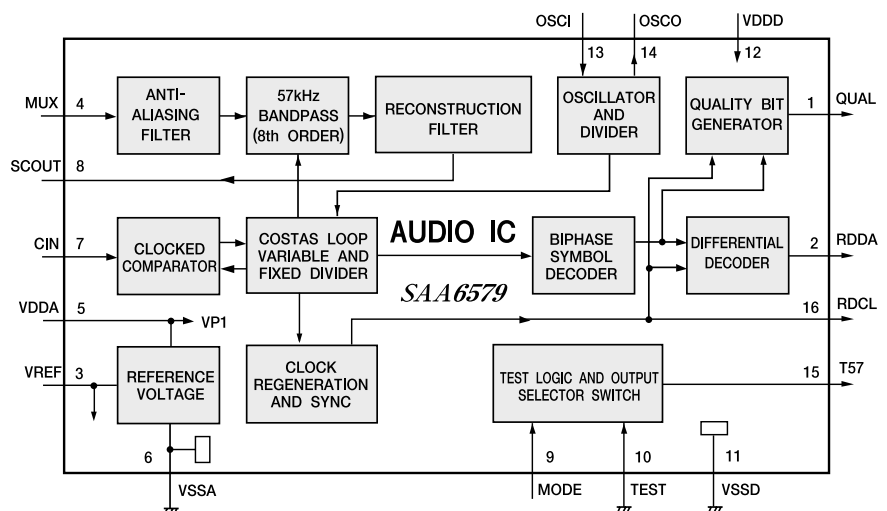 OSCI
OSCO
VDDD
13
14
12
MUX
4
ANTI-
ALIASING
FILTER
57kHz
BANDPASS
(8th ORDER)
RECONSTRUCTION
FILTER
OSCILLATOR
AND
DIVIDER
QUALITY BIT
GENERATOR
1
QUAL
SCOUT
8
CIN
7
CLOCKED
COMPARATOR
COSTAS LOOP
VARIABLE AND
FIXED DIVIDER
AUDIO IC
BIPHASE
SYMBOL
DECODER
DIFFERENTIAL
DECODER
2
RDDA
SAA6579
VDDA
5
VP1
16
RDCL
VREF
3
REFERENCE
VOLTAGE
CLOCK
REGENERATION
AND SYNC
TEST LOGIC AND OUTPUT
SELECTOR SWITCH
15
T57
6
9
10
11
VSSA
MODE
TEST
VSSD